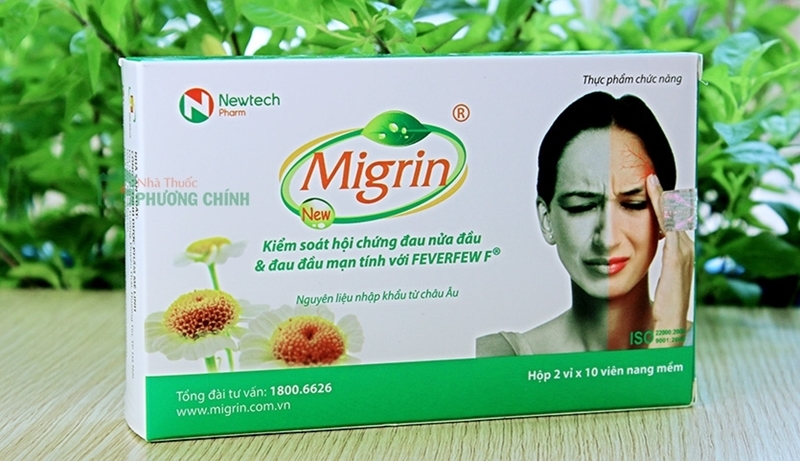 Newtech
Pharm
Thực phẩm chức năng
Migrin
®
New
Nhà Thuốc
PHƯƠNG CHÍNH
Kiểm soát hội chứng đau nửa đầu
& đau đầu mạn tính với FEVERFEW F®
Nguyên liệu nhập khẩu từ châu Âu
ISO
Tổng đài tư vấn: 1800.6626
www.migrin.com.vn
Hộp 2 vỉ x 10 viên nang mềm